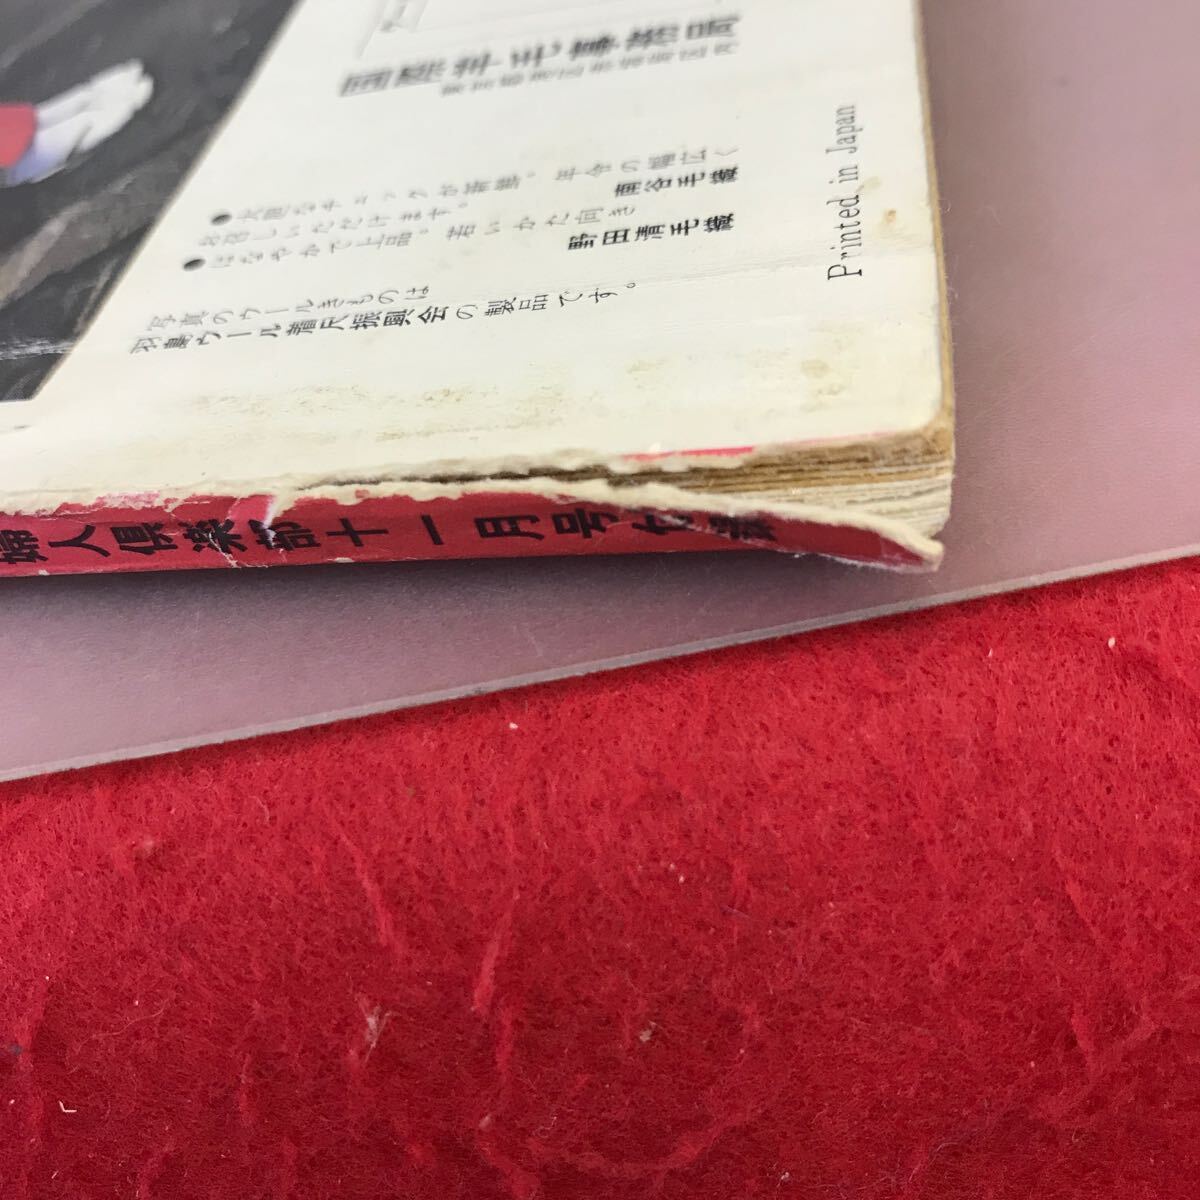 国際羊毛事務局
●大胆なチェックが新鮮。年令の幅広く
お召しいただけます。 南谷毛織
●はなやかで上品。若いかた向き
野田清毛織
写真のウールきものは
羽島ウール着尺振興会の製品です。
Printed in Japan
婦人倶楽部十一月号付録